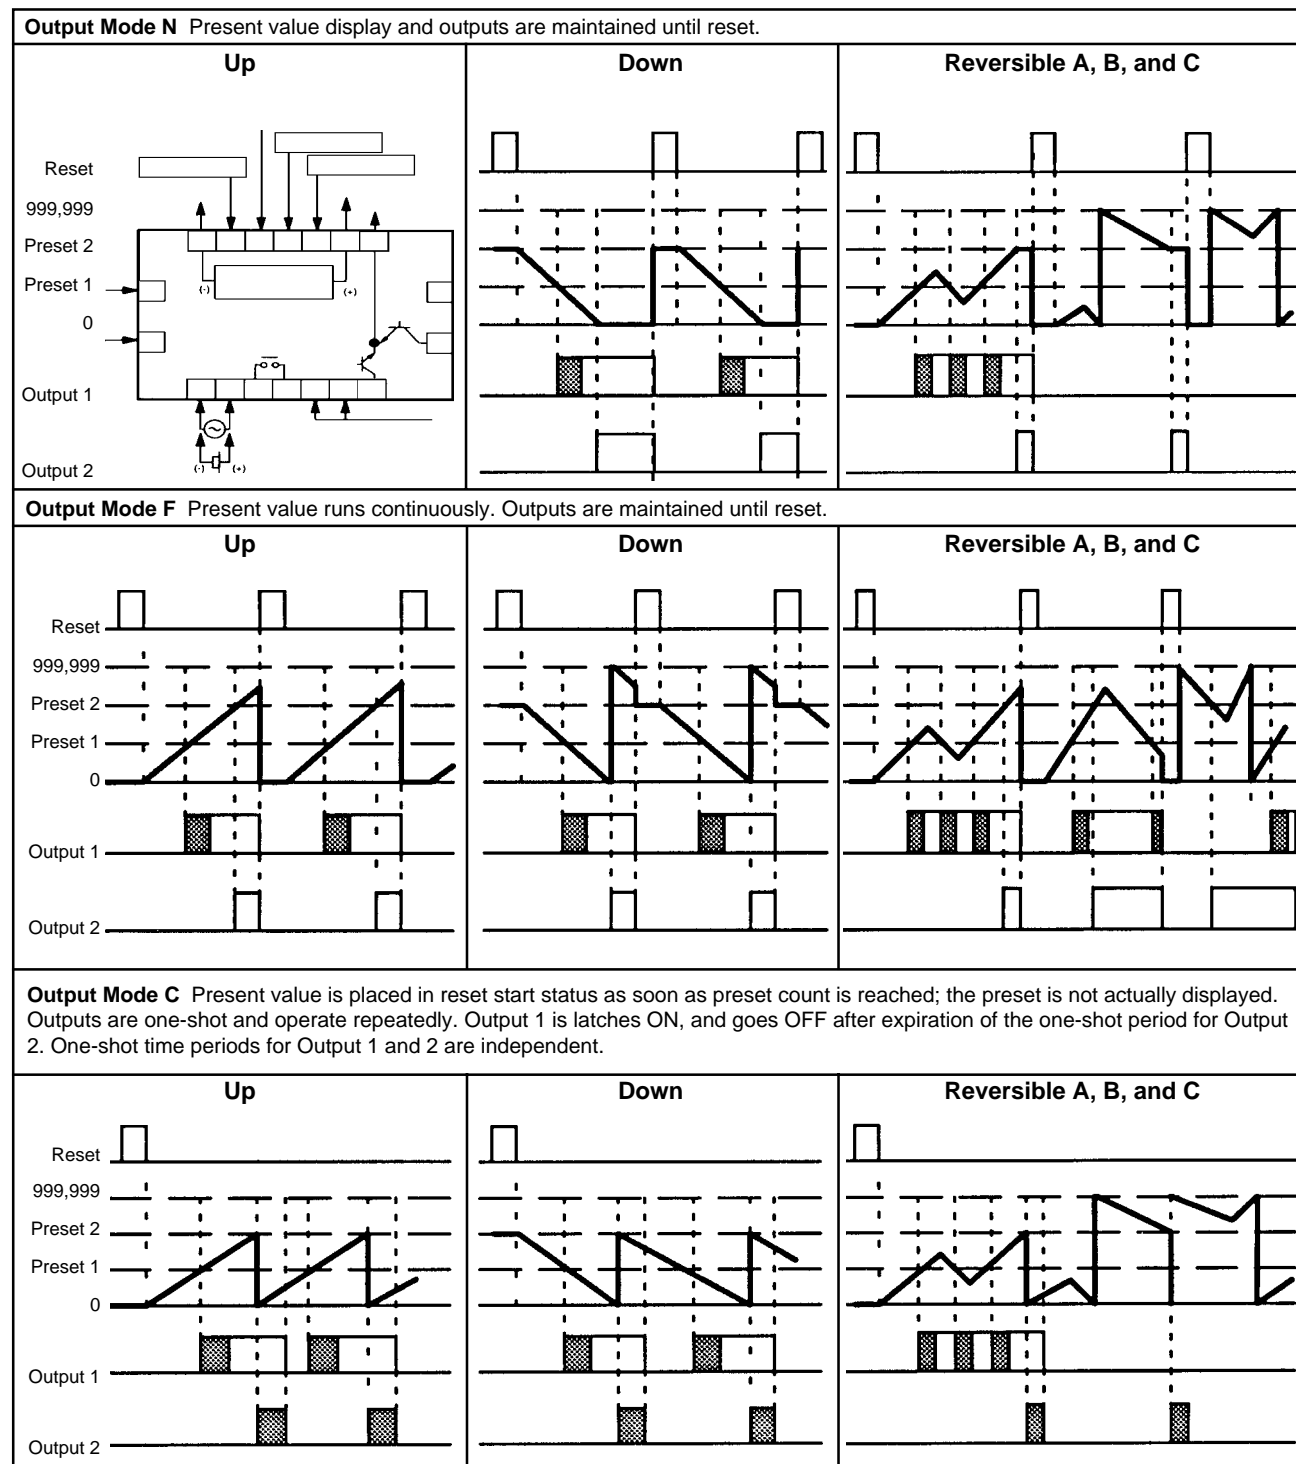 Output Mode N Present value display and outputs are maintained until reset.
Up
Down
Reversible A, B, and C
Reset
999,999
Preset 2
Preset 1
0
Output 1
Output 2
(-)
(+)
(-)
(+)
Output Mode F Present value runs continuously. Outputs are maintained until reset.
Up
Down
Reversible A, B, and C
Reset
999,999
Preset 2
Preset 1
0
Output 1
Output 2
Output Mode C Present value is placed in reset start status as soon as preset count is reached; the preset is not actually displayed.
Outputs are one-shot and operate repeatedly. Output 1 is latches ON, and goes OFF after expiration of the one-shot period for Output
2. One-shot time periods for Output 1 and 2 are independent.
Up
Down
Reversible A, B, and C
Reset
999,999
Preset 2
Preset 1
0
Output 1
Output 2